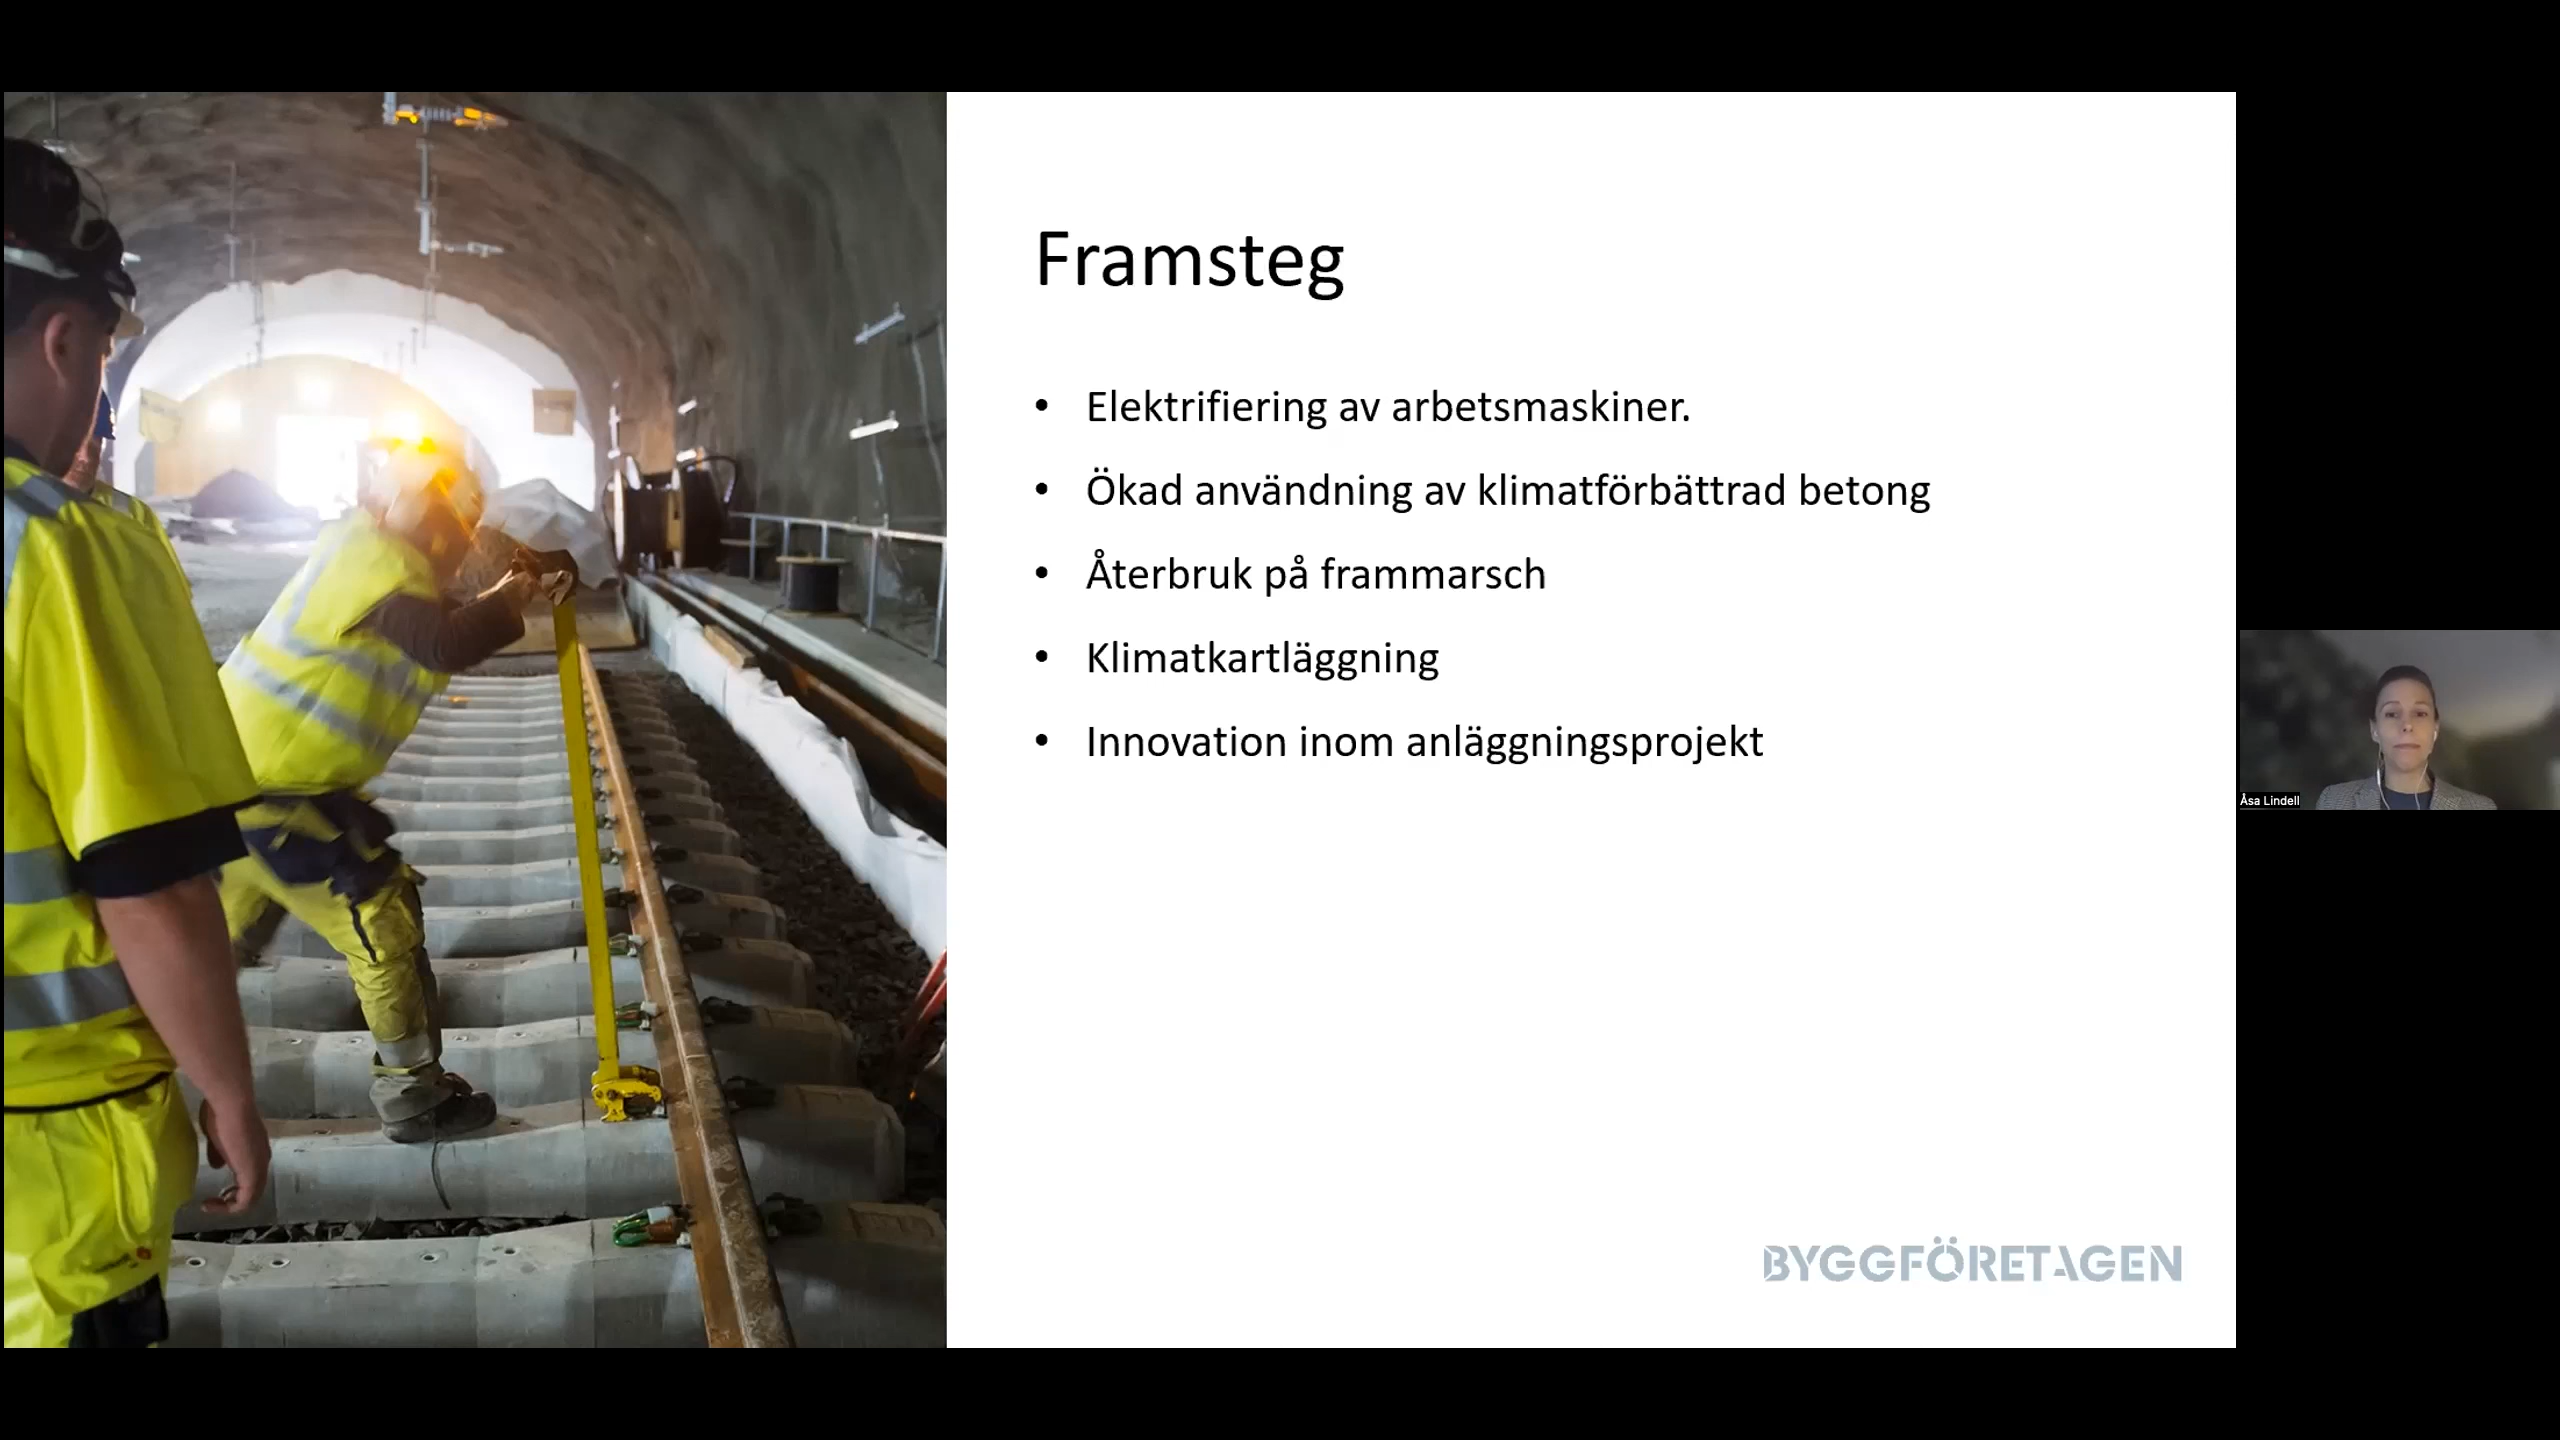 Framsteg
• Elektrifiering av arbetsmaskiner.
• Ökad användning av klimatförbättrad betong
• Återbruk på frammarsch
• Klimatkartläggning
• Innovation inom anläggningsprojekt
Åsa Lindell
BYGGFÖRETAGEN